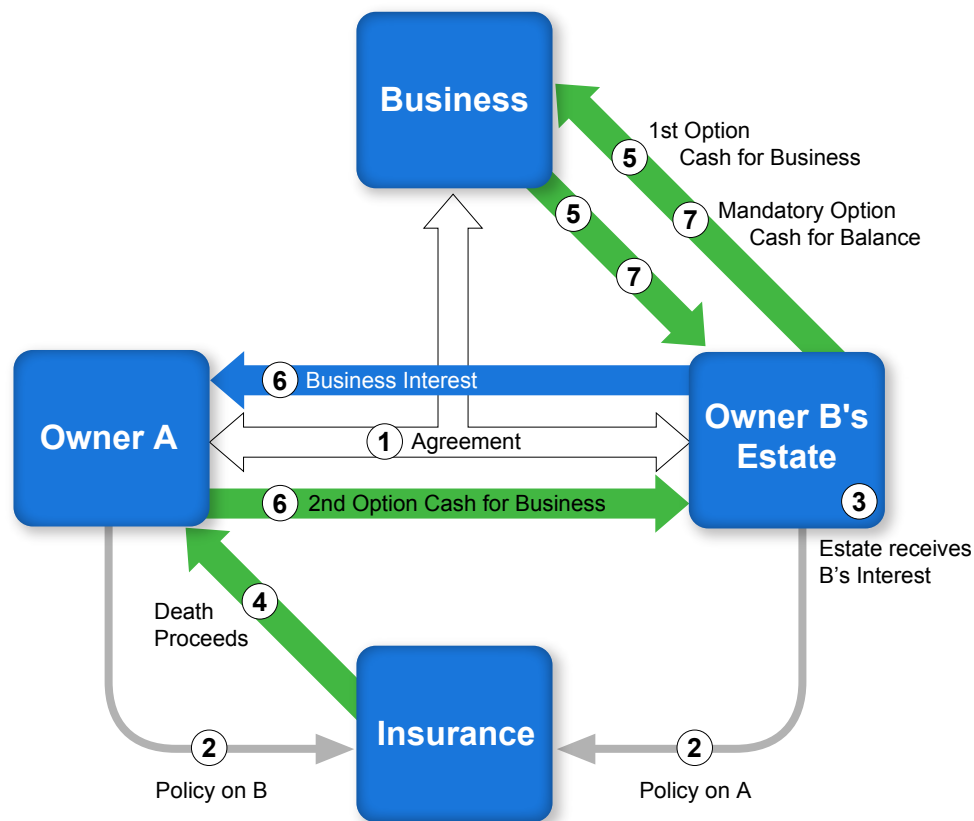 Business
1st Option
Cash for Business
5
5
7
Mandatory Option
Cash for Balance
7
6 Business Interest
Owner A
1 Agreement
Owner B's
Estate
6 2nd Option Cash for Business
3
Estate receives
B’s Interest
4
Death
Proceeds
Insurance
2
2
Policy on B
Policy on A